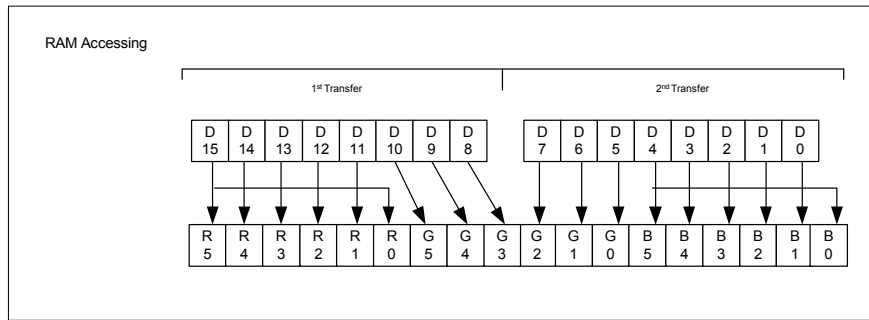 RAM Accessing
1st Transfer 2nd Transfer
D D D D D D D D D D D D D D D D
15 14 13 12 11 10 9 8 7 6 5 4 3 2 1 0
R R R R R R G G G G G G B B B B B B
5 4 3 2 1 0 5 4 3 2 1 0 5 4 3 2 1 0